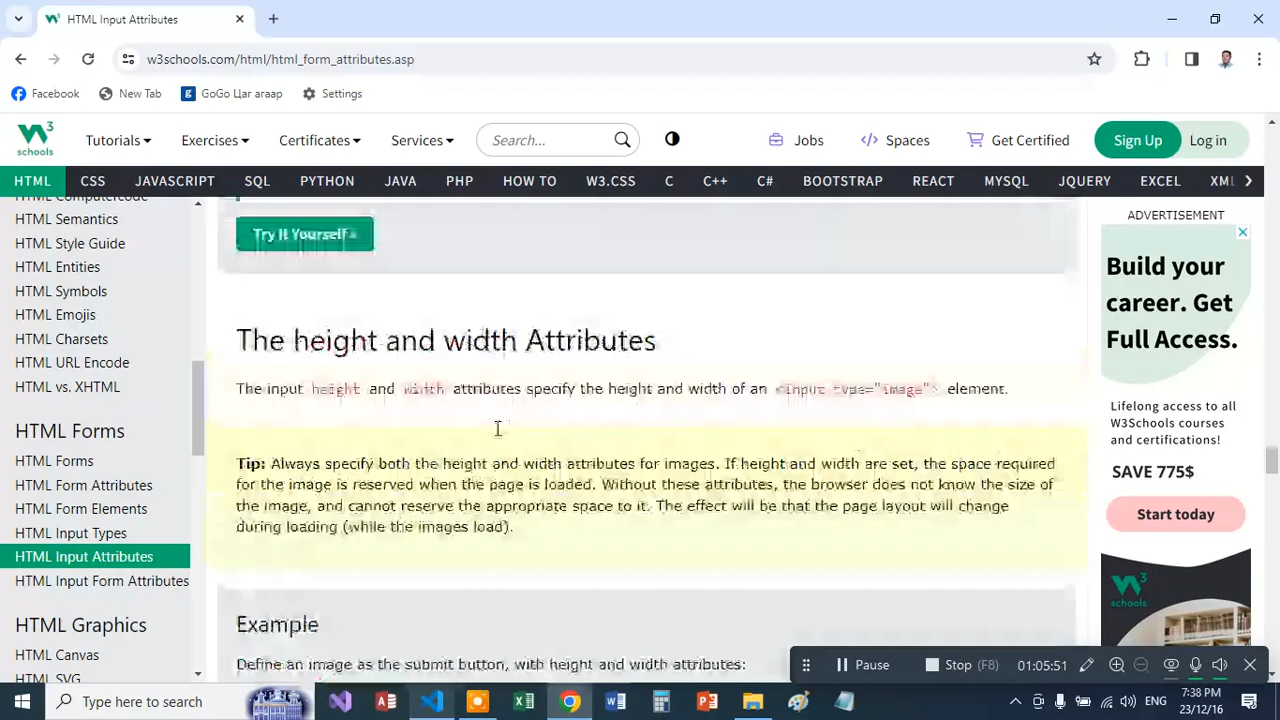 HTML Input Attributes
w3schools.com/html/html_form_attributes.asp
Facebook
New Tab
GoGo Цаг агаар
Settings
W3 schools
Tutorials
Exercises
Certificates
Services
Search...
Jobs
Spaces
Get Certified
Sign Up
Log in
HTML CSS JAVASCRIPT SQL PYTHON JAVA PHP HOW TO W3.CSS C C++ C# BOOTSTRAP REACT MYSQL JQUERY EXCEL XML
HTML Computercode
HTML Semantics
HTML Style Guide
HTML Entities
HTML Symbols
HTML Emojis
HTML Charsets
HTML URL Encode
HTML vs. XHTML
HTML Forms
HTML Forms
HTML Form Attributes
HTML Form Elements
HTML Input Types
HTML Input Attributes
HTML Input Form Attributes
HTML Graphics
HTML Canvas
HTML SVG
Try It Yourself »
The height and width Attributes
The input height and width attributes specify the height and width of an <input type="image"> element.
Tip: Always specify both the height and width attributes for images. If height and width are set, the space required
for the image is reserved when the page is loaded. Without these attributes, the browser does not know the size of
the image, and cannot reserve the appropriate space to it. The effect will be that the page layout will change
during loading (while the images load).
Example
Define an image as the submit button, with height and width attributes:
ADVERTISEMENT
Build your
career. Get
Full Access.
Lifelong access to all
W3Schools courses
and certifications!
SAVE 775$
Start today
W3 schools
Pause
Stop (F8)
01:05:51
Type here to search
ENG
7:38 PM
23/12/16